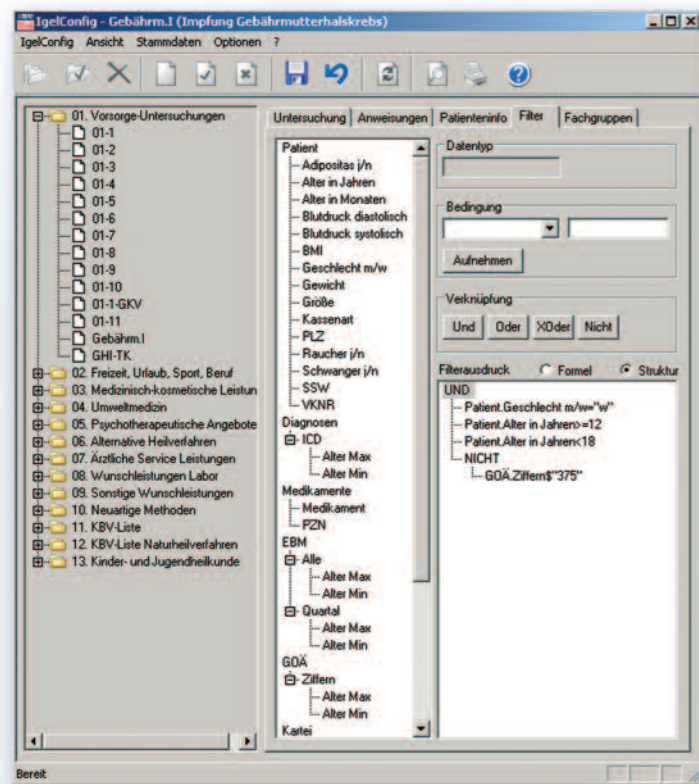 IgelConfig - Gebährm.I (Impfung Gebährmutterhalskrebs)
IgelConfig Ansicht Stammdaten Optionen ?
01. Vorsorge-Untersuchungen
01-1
01-2
01-3
01-4
01-5
01-6
01-7
01-8
01-9
01-10
01-1-GKV
01-11
Gebährm.I
GHI-TK
02. Freizeit, Urlaub, Sport, Beruf
03. Medizinisch-kosmetische Leistun
04. Umweltmedizin
05. Psychotherapeutische Angebote
06. Alternative Heilverfahren
07. Ärztliche Service Leistungen
08. Wunschleistungen Labor
09. Sonstige Wunschleistungen
10. Neuartige Methoden
11. KBV-Liste
12. KBV-Liste Naturheilverfahren
13. Kinder- und Jugendheilkunde
Untersuchung Anweisungen Patienteninfo Filter Fachgruppen
Patient
Adipositas j/n
Alter in Jahren
Alter in Monaten
Blutdruck diastolisch
Blutdruck systolisch
BMI
Geschlecht m/w
Gewicht
Größe
Kassenart
PLZ
Raucher j/n
Schwanger j/n
SSW
VKNR
Diagnosen
ICD
Alter Max
Alter Min
Medikamente
Medikament
PZN
EBM
Alle
Alter Max
Alter Min
Quartal
Alter Max
Alter Min
GOÄ
Ziffern
Alter Max
Alter Min
Kartei
Datentyp
Bedingung
Aufnehmen
Verknüpfung
Und Oder XOder Nicht
Filterausdruck Formel Struktur
UND
Patient.Geschlecht m/w="w"
Patient.Alter in Jahren>=12
Patient.Alter in Jahren<18
NICHT
GOÄ.Ziffern$"375"
Bereit